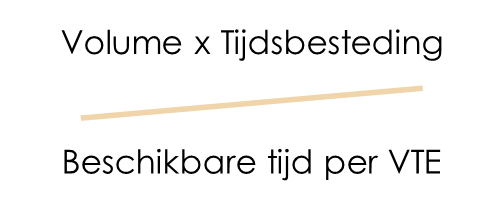 Volume x Tijdsbesteding
Beschikbare tijd per VTE